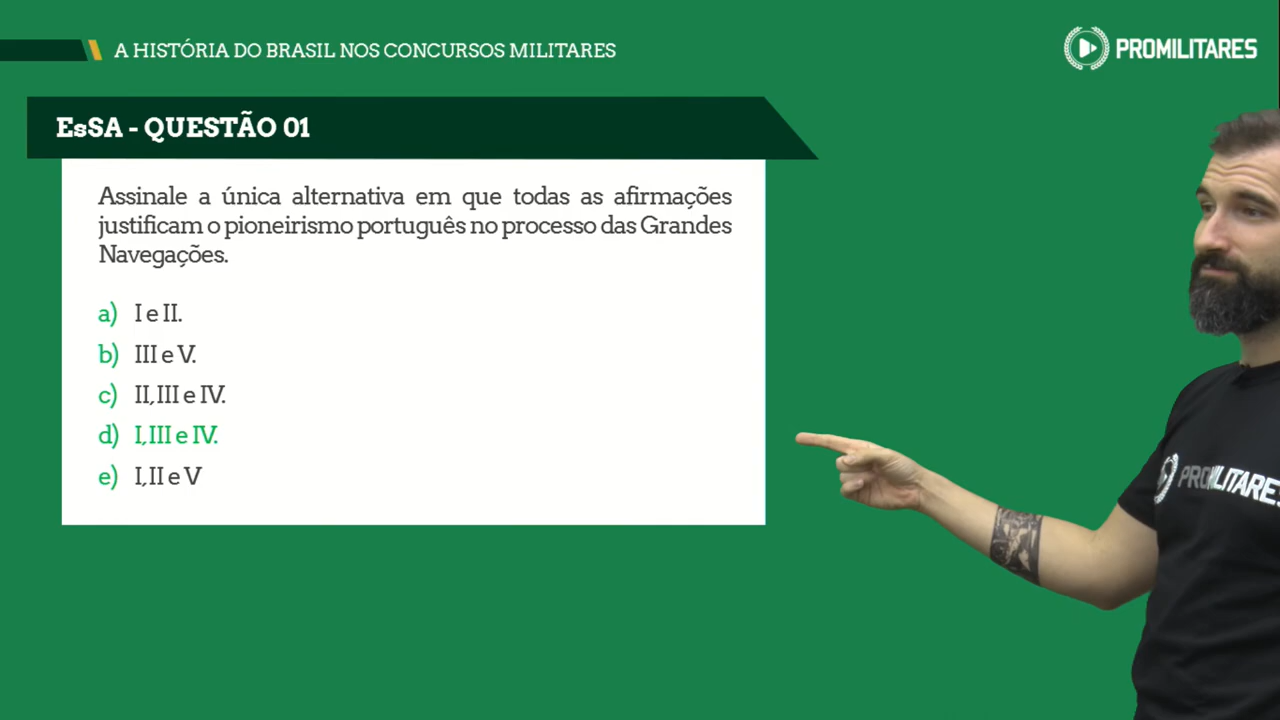 A HISTÓRIA DO BRASIL NOS CONCURSOS MILITARES
PROMILITARES
EsSA - QUESTÃO 01
Assinale a única alternativa em que todas as afirmações
justificam o pioneirismo português no processo das Grandes
Navegações.
a) I e II.
b) III e V.
c) II, III e IV.
d) I, III e IV.
e) I, II e V
PROMILITARES